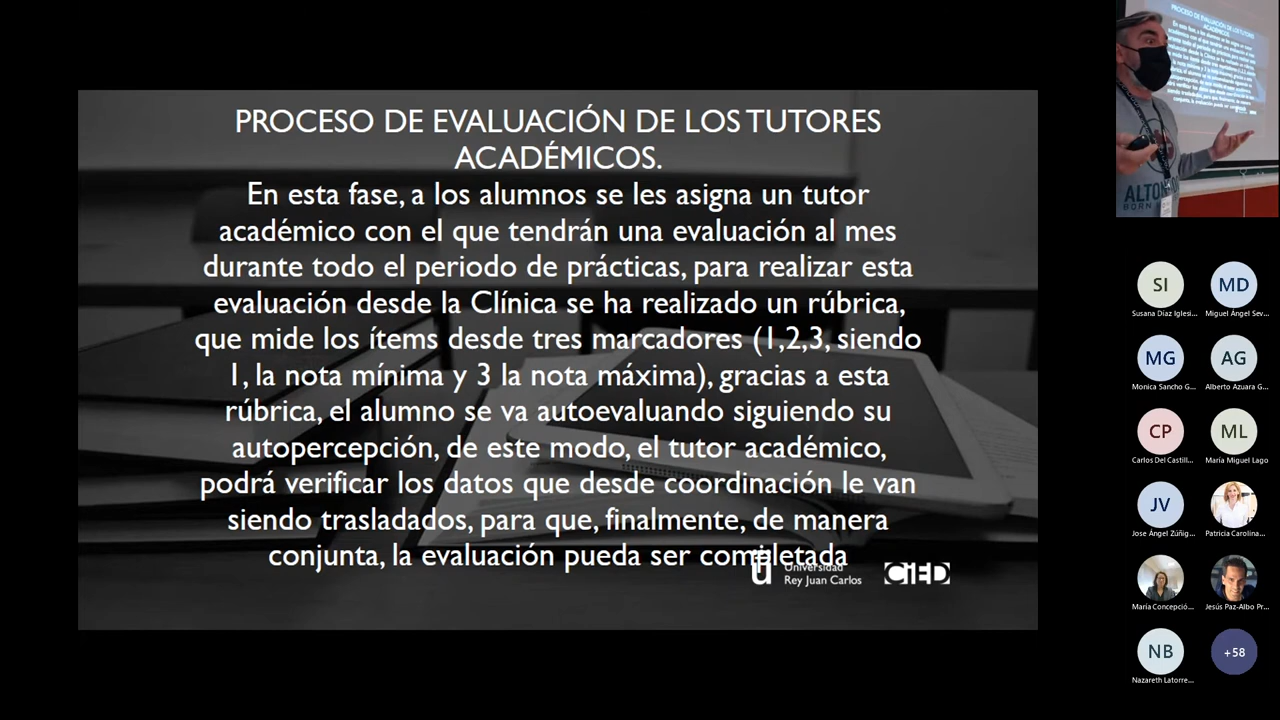 PROCESO DE EVALUACIÓN DE LOS TUTORES
ACADÉMICOS.
En esta fase, a los alumnos se les asigna un tutor
académico con el que tendrán una evaluación al mes
durante todo el periodo de prácticas, para realizar esta
evaluación desde la Clínica se ha realizado un rúbrica,
que mide los ítems desde tres marcadores (1,2,3, siendo
1, la nota mínima y 3 la nota máxima), gracias a esta
rúbrica, el alumno se va autoevaluando siguiendo su
autopercepción, de este modo, el tutor académico,
podrá verificar los datos que desde coordinación le van
siendo trasladados, para que, finalmente, de manera
conjunta, la evaluación pueda ser completada
Universidad
Rey Juan Carlos
CiED
ALTO
BORN
SI
MD
Susana Díaz Iglesi...
Miguel Ángel Sev...
MG
AG
Monica Sancho G...
Alberto Azuara G...
CP
ML
Carlos Del Castill...
María Miguel Lago
JV
Jose Ángel Zúñig...
Patricia Carolina...
María Concepció...
Jesús Paz-Albo Pr...
NB
+58
Nazareth Latorre...